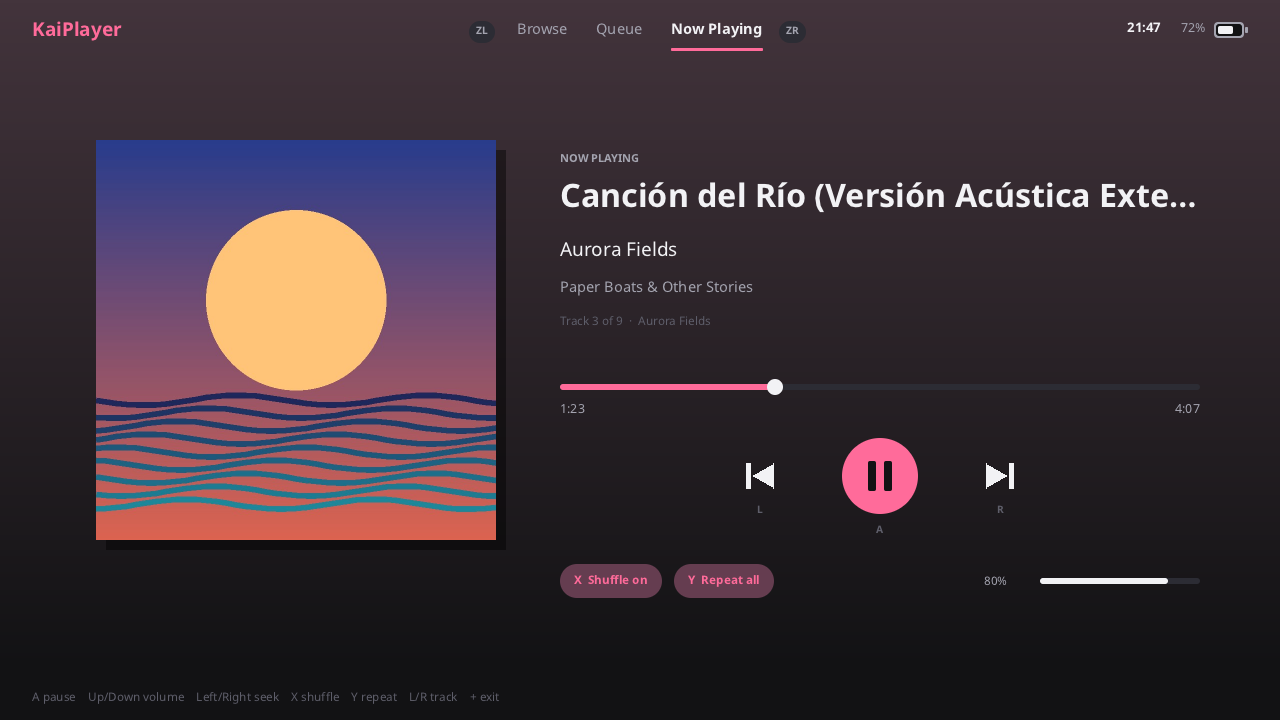 KaiPlayer ZL Browse Queue Now Playing ZR 21:47 72%
NOW PLAYING
Canción del Río (Versión Acústica Exte...
Aurora Fields
Paper Boats & Other Stories
Track 3 of 9 · Aurora Fields
1:23 4:07
L R
A
X Shuffle on Y Repeat all 80%
A pause Up/Down volume Left/Right seek X shuffle Y repeat L/R track + exit